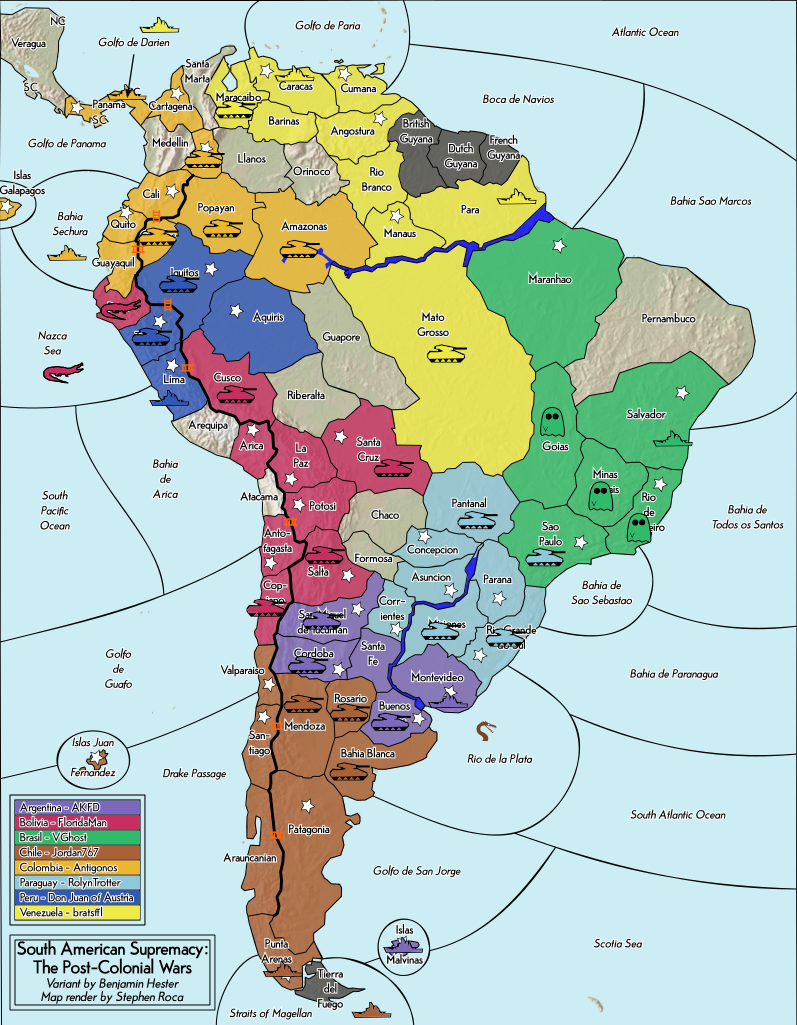 NC
Veragua
Golfo de Darien
Golfo de Paria
Atlantic Ocean
Santa
Marta
SC
Panama
NC
SC
Cartagena
Maracaibo
Caracas
Cumana
Boca de Navios
Barinas
Angostura
British
Guyana
Dutch
Guyana
French
Guyana
Golfo de Panama
Medellin
Llanos
Orinoco
Rio
Branco
Islas
Galapagos
Cali
Popayan
Para
Bahia Sao Marcos
Bahia
Sechura
Quito
Amazonas
Manaus
Guayaquil
Iquitos
Maranhao
Aquiris
Mato
Grosso
Pernambuco
Guapore
Nazca
Sea
Lima
Cusco
Riberalta
Salvador
Arequipa
Arica
La
Paz
Santa
Cruz
Goias
Bahia
de
Arica
Minas
South
Pacific
Ocean
Atacama
Potosi
Pantanal
Rio
de
Chaco
Bahia de
Todos os Santos
Anto-
fagasta
Sao
Paulo
Concepcion
Formosa
Salta
Asuncion
Parana
Bahia de
Sao Sebastao
Cop-
Corr-
ientes
San Miguel
de Tucuman
Misiones
Rio Grande
do Sul
Golfo
de
Guafo
Cordoba
Santa
Fe
Valparaiso
Montevideo
Bahia de Paranagua
Rosario
Buenos
San-
tiago
Mendoza
Islas Juan
Fernandez
Bahia Blanca
Rio de la Plata
Drake Passage
Argentina - AKFD
Bolivia - FloridaMan
Brasil - VGhost
Chile - Jordan767
Colombia - Antigonos
Paraguay - RolynTrotter
Peru - Don Juan of Austria
Venezuela - bratsffl
Patagonia
South Atlantic Ocean
Araucanian
Golfo de San Jorge
South American Supremacy:
The Post-Colonial Wars
Variant by Benjamin Hester
Map render by Stephen Roca
Punta
Arenas
Islas
Malvinas
Scotia Sea
Tierra
del
Fuego
Straits of Magellan